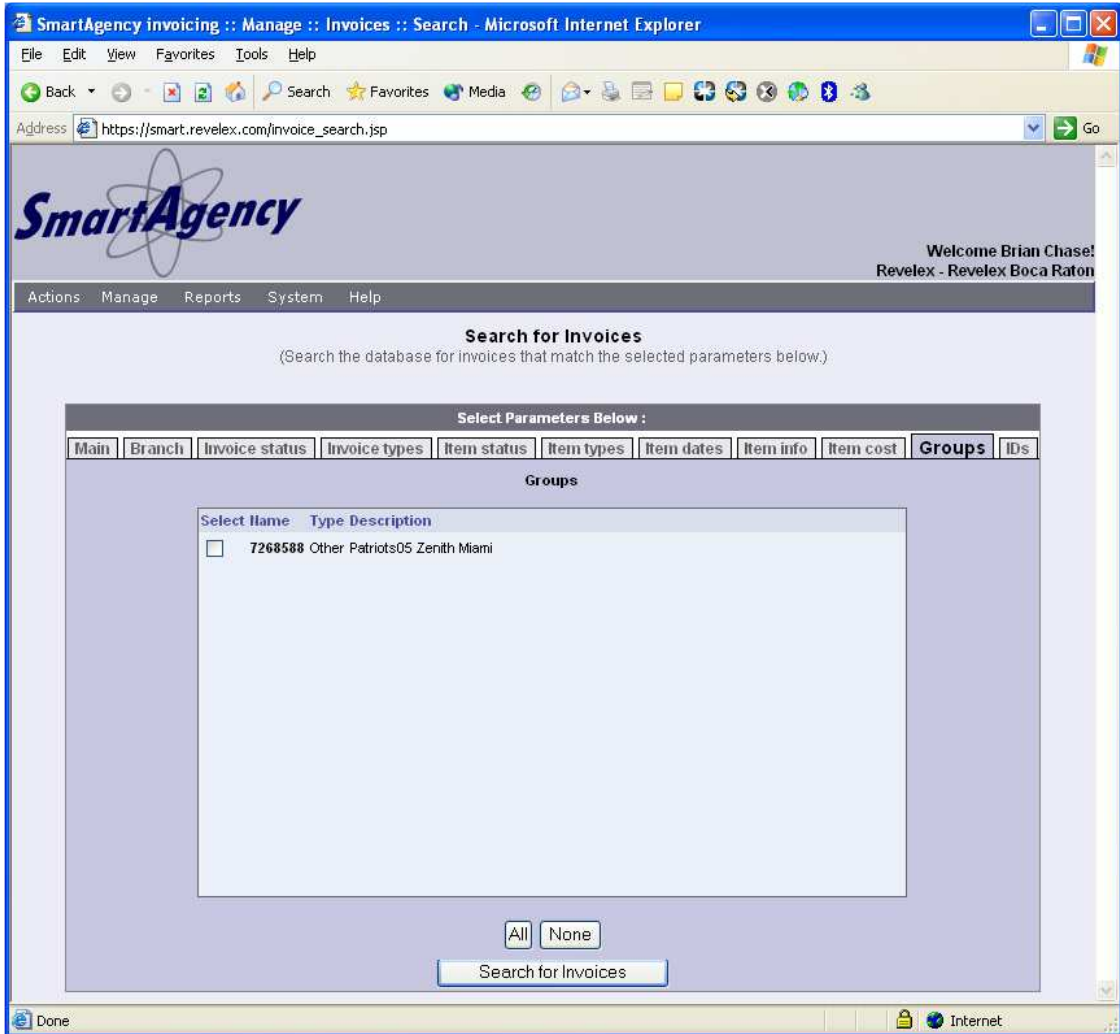 SmartAgency invoicing :: Manage :: Invoices :: Search - Microsoft Internet Explorer
File Edit View Favorites Tools Help
Back Search Favorites Media
Address https://smart.revelex.com/invoice_search.jsp Go
SmartAgency
Welcome Brian Chase!
Revelex - Revelex Boca Raton
Actions Manage Reports System Help
Search for Invoices
(Search the database for invoices that match the selected parameters below.)
Select Parameters Below :
Main Branch Invoice status Invoice types Item status Item types Item dates Item info Item cost Groups IDs
Groups
Select Name Type Description
7268588 Other Patriots05 Zenith Miami
All None
Search for Invoices
Done Internet